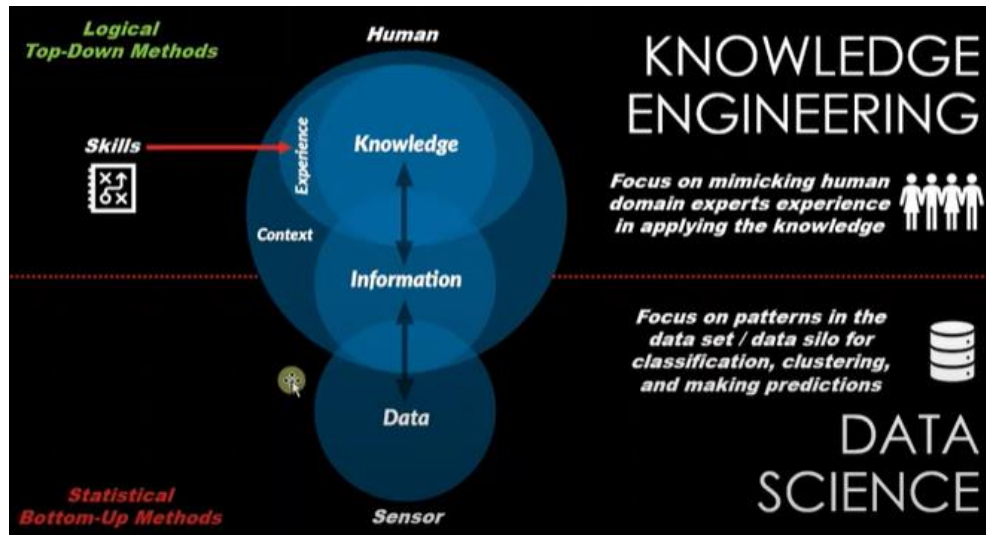 Logical
Top-Down Methods
Human
KNOWLEDGE
ENGINEERING
Skills
Experience
Knowledge
Focus on mimicking human
domain experts experience
in applying the knowledge
Context
Information
Focus on patterns in the
data set / data silo for
classification, clustering,
and making predictions
Data
DATA
SCIENCE
Statistical
Bottom-Up Methods
Sensor